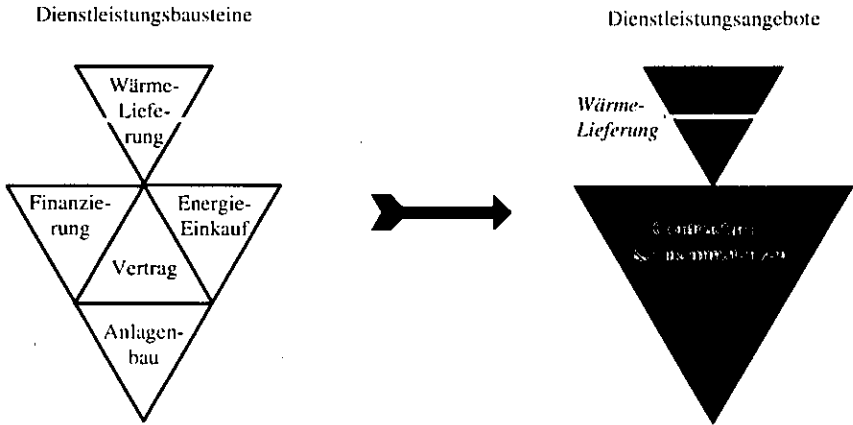 Dienstleistungsbausteine
Wärme-
Liefe-
rung
Finanzie-
rung
Energie-
Einkauf
Vertrag
Anlagen-
bau
Dienstleistungsangebote
Wärme-
Lieferung